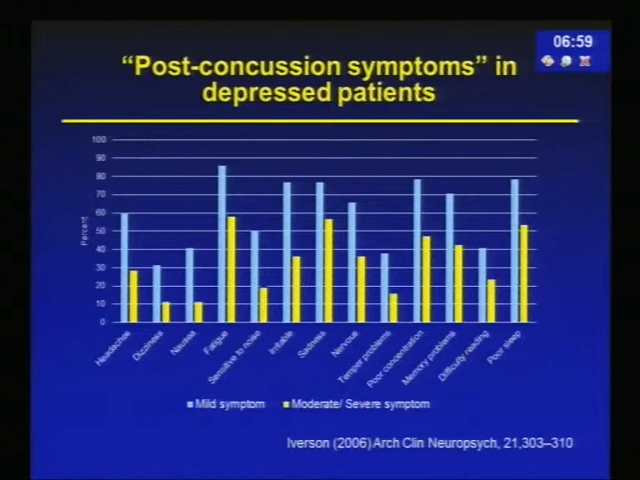 06:59
“Post-concussion symptoms” in
depressed patients
100
90
80
70
60
50
40
30
20
10
0
Percent
Headaches
Dizziness
Nausea
Fatigue
Sensitive to noise
Irritable
Sadness
Nervous
Temper problems
Poor concentration
Memory problems
Difficulty reading
Poor sleep
Mild symptom
Moderate/ Severe symptom
Iverson (2006) Arch Clin Neuropsych, 21,303–310